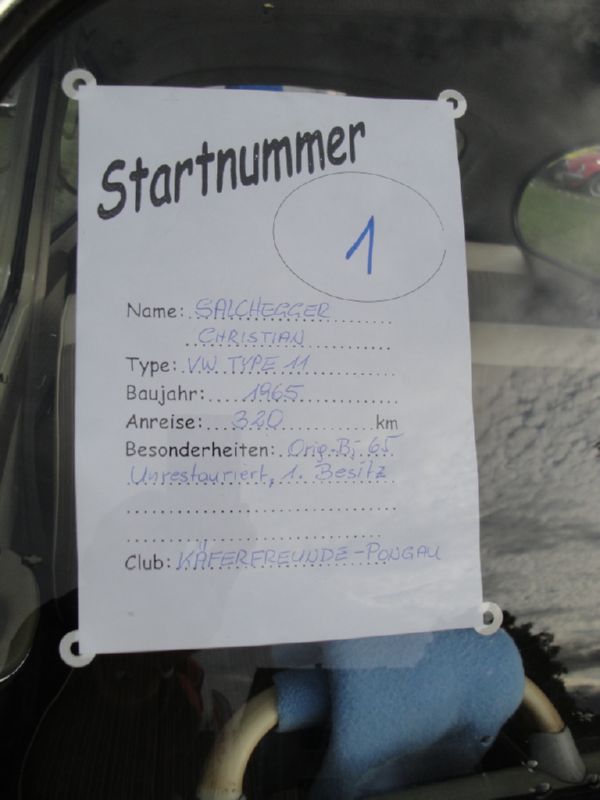 Startnummer
1
Name: SALCHEGGER
CHRISTIAN
Type: VW TYPE 11
Baujahr: 1965
Anreise: 320 km
Besonderheiten: Orig.-Bj 65
Unrestauriert, 1. Besitz
Club: KÄFERFREUNDE-PONGAU